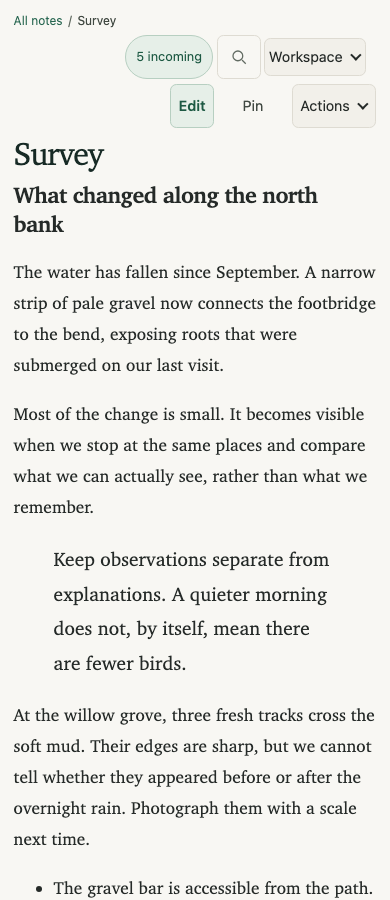 All notes / Survey
5 incoming
Workspace
Edit
Pin
Actions
Survey
What changed along the north
bank
The water has fallen since September. A narrow
strip of pale gravel now connects the footbridge
to the bend, exposing roots that were
submerged on our last visit.
Most of the change is small. It becomes visible
when we stop at the same places and compare
what we can actually see, rather than what we
remember.
Keep observations separate from
explanations. A quieter morning
does not, by itself, mean there
are fewer birds.
At the willow grove, three fresh tracks cross the
soft mud. Their edges are sharp, but we cannot
tell whether they appeared before or after the
overnight rain. Photograph them with a scale
next time.
• The gravel bar is accessible from the path.